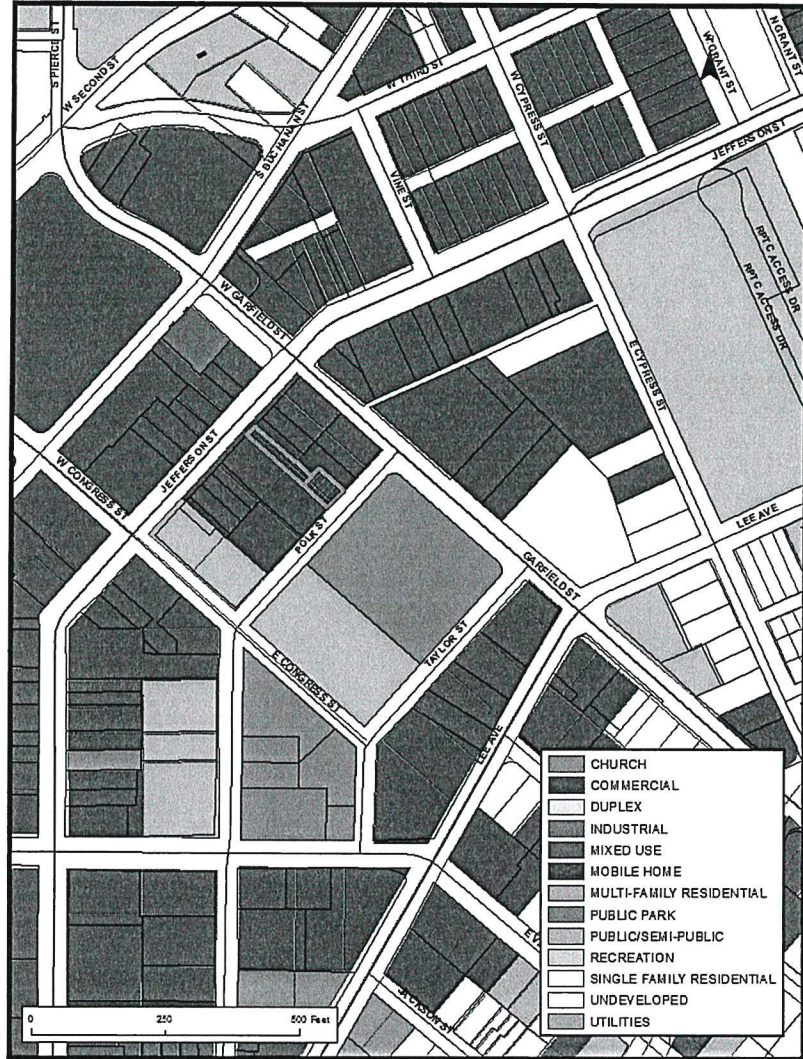 S PIERCE ST
W SECOND ST
W THIRD ST
S BUCHANAN ST
W CYPRESS ST
W GRANT ST
N GRANT ST
JEFFERSON ST
VINE ST
RPTC ACCESS DR
RPTC ACCESS DR
W GARFIELD ST
E CYPRESS ST
JEFFERSON ST
W CONGRESS ST
LEE AVE
POLK ST
GARFIELD ST
TAYLOR ST
E CONGRESS ST
LEE AVE
JACKSON ST
CHURCH
COMMERCIAL
DUPLEX
INDUSTRIAL
MIXED USE
MOBILE HOME
MULTI-FAMILY RESIDENTIAL
PUBLIC PARK
PUBLIC/SEMI-PUBLIC
RECREATION
SINGLE FAMILY RESIDENTIAL
UNDEVELOPED
UTILITIES
0 250 500 Feet